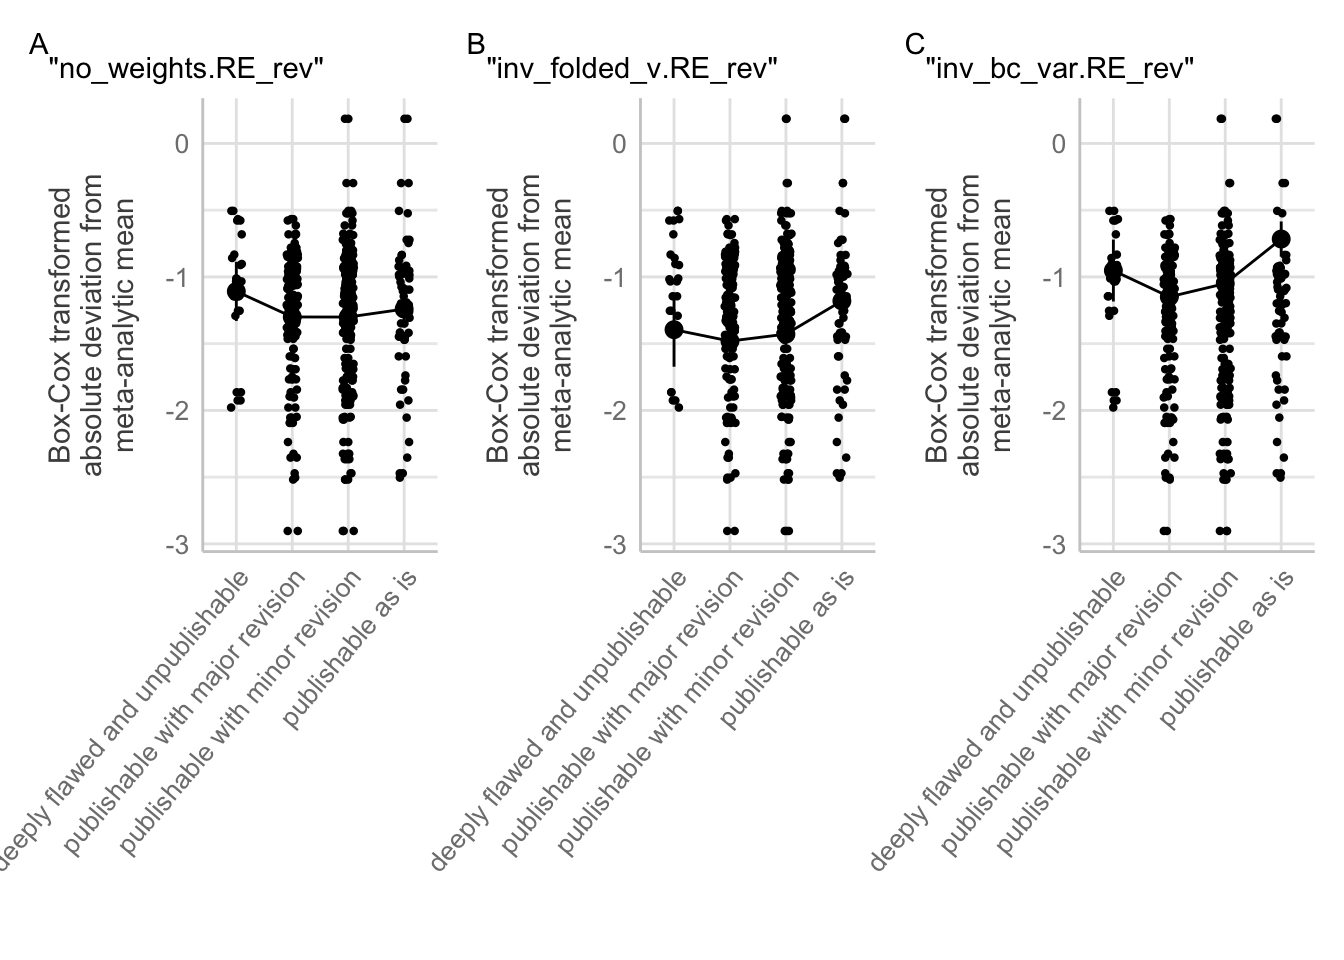 A
"no_weights.RE_rev"
Box-Cox transformed
absolute deviation from
meta-analytic mean
0
-1
-2
-3
deeply flawed and unpublishable
publishable with major revision
publishable with minor revision
publishable as is
B
"inv_folded_v.RE_rev"
Box-Cox transformed
absolute deviation from
meta-analytic mean
0
-1
-2
-3
deeply flawed and unpublishable
publishable with major revision
publishable with minor revision
publishable as is
C
"inv_bc_var.RE_rev"
Box-Cox transformed
absolute deviation from
meta-analytic mean
0
-1
-2
-3
deeply flawed and unpublishable
publishable with major revision
publishable with minor revision
publishable as is